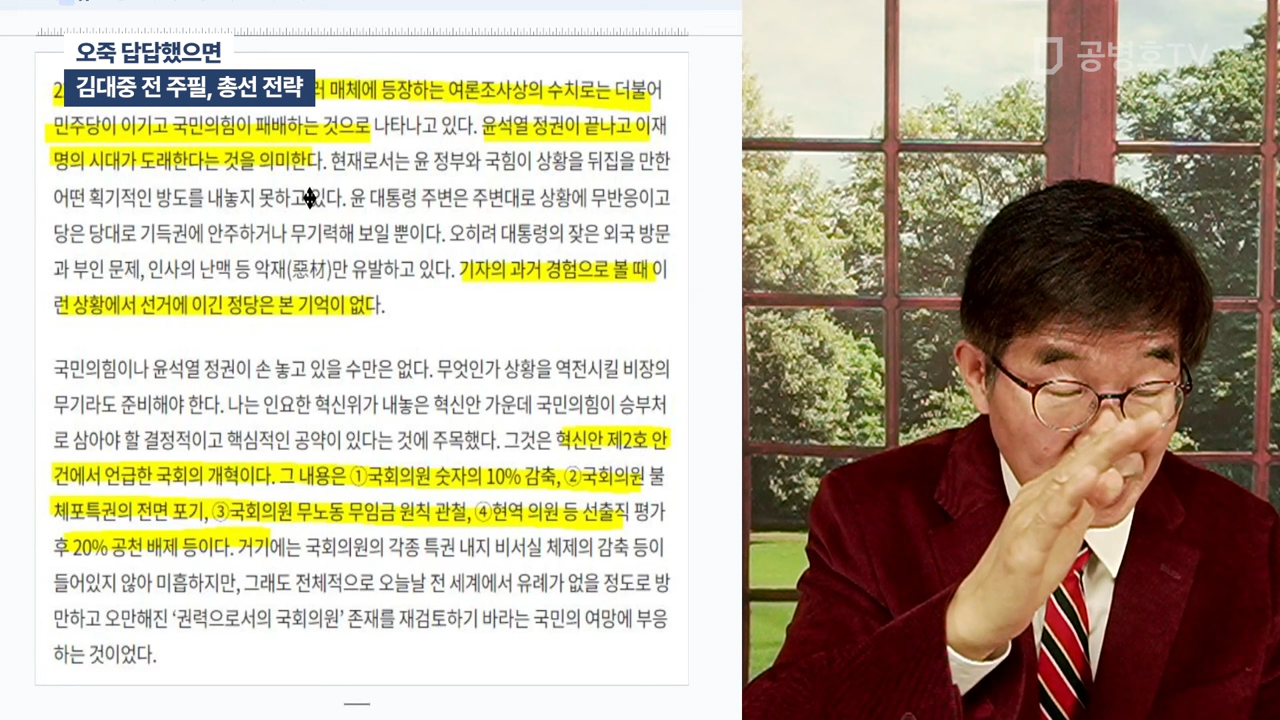 오죽 답답했으면
김대중 전 주필, 총선 전략
공병호TV
매체에 등장하는 여론조사상의 수치로는 더불어
민주당이 이기고 국민의힘이 패배하는 것으로 나타나고 있다. 윤석열 정권이 끝나고 이재
명의 시대가 도래한다는 것을 의미한다. 현재로서는 윤 정부와 국힘이 상황을 뒤집을 만한
어떤 획기적인 방도를 내놓지 못하고 있다. 윤 대통령 주변은 주변대로 상황에 무반응이고
당은 당대로 기득권에 안주하거나 무기력해 보일 뿐이다. 오히려 대통령의 잦은 외국 방문
과 부인 문제, 인사의 난맥 등 악재(惡材)만 유발하고 있다. 기자의 과거 경험으로 볼 때 이
런 상황에서 선거에 이긴 정당은 본 기억이 없다.
국민의힘이나 윤석열 정권이 손 놓고 있을 수만은 없다. 무엇인가 상황을 역전시킬 비장의
무기라도 준비해야 한다. 나는 인요한 혁신위가 내놓은 혁신안 가운데 국민의힘이 승부처
로 삼아야 할 결정적이고 핵심적인 공약이 있다는 것에 주목했다. 그것은 혁신안 제2호 안
건에서 언급한 국회의 개혁이다. 그 내용은 ①국회의원 숫자의 10% 감축, ②국회의원 불
체포특권의 전면 포기, ③국회의원 무노동 무임금 원칙 관철, ④현역 의원 등 선출직 평가
후 20% 공천 배제 등이다. 거기에는 국회의원의 각종 특권 내지 비서실 체제의 감축 등이
들어있지 않아 미흡하지만, 그래도 전체적으로 오늘날 전 세계에서 유례가 없을 정도로 방
만하고 오만해진 ‘권력으로서의 국회의원’ 존재를 재검토하기 바라는 국민의 여망에 부응
하는 것이었다.